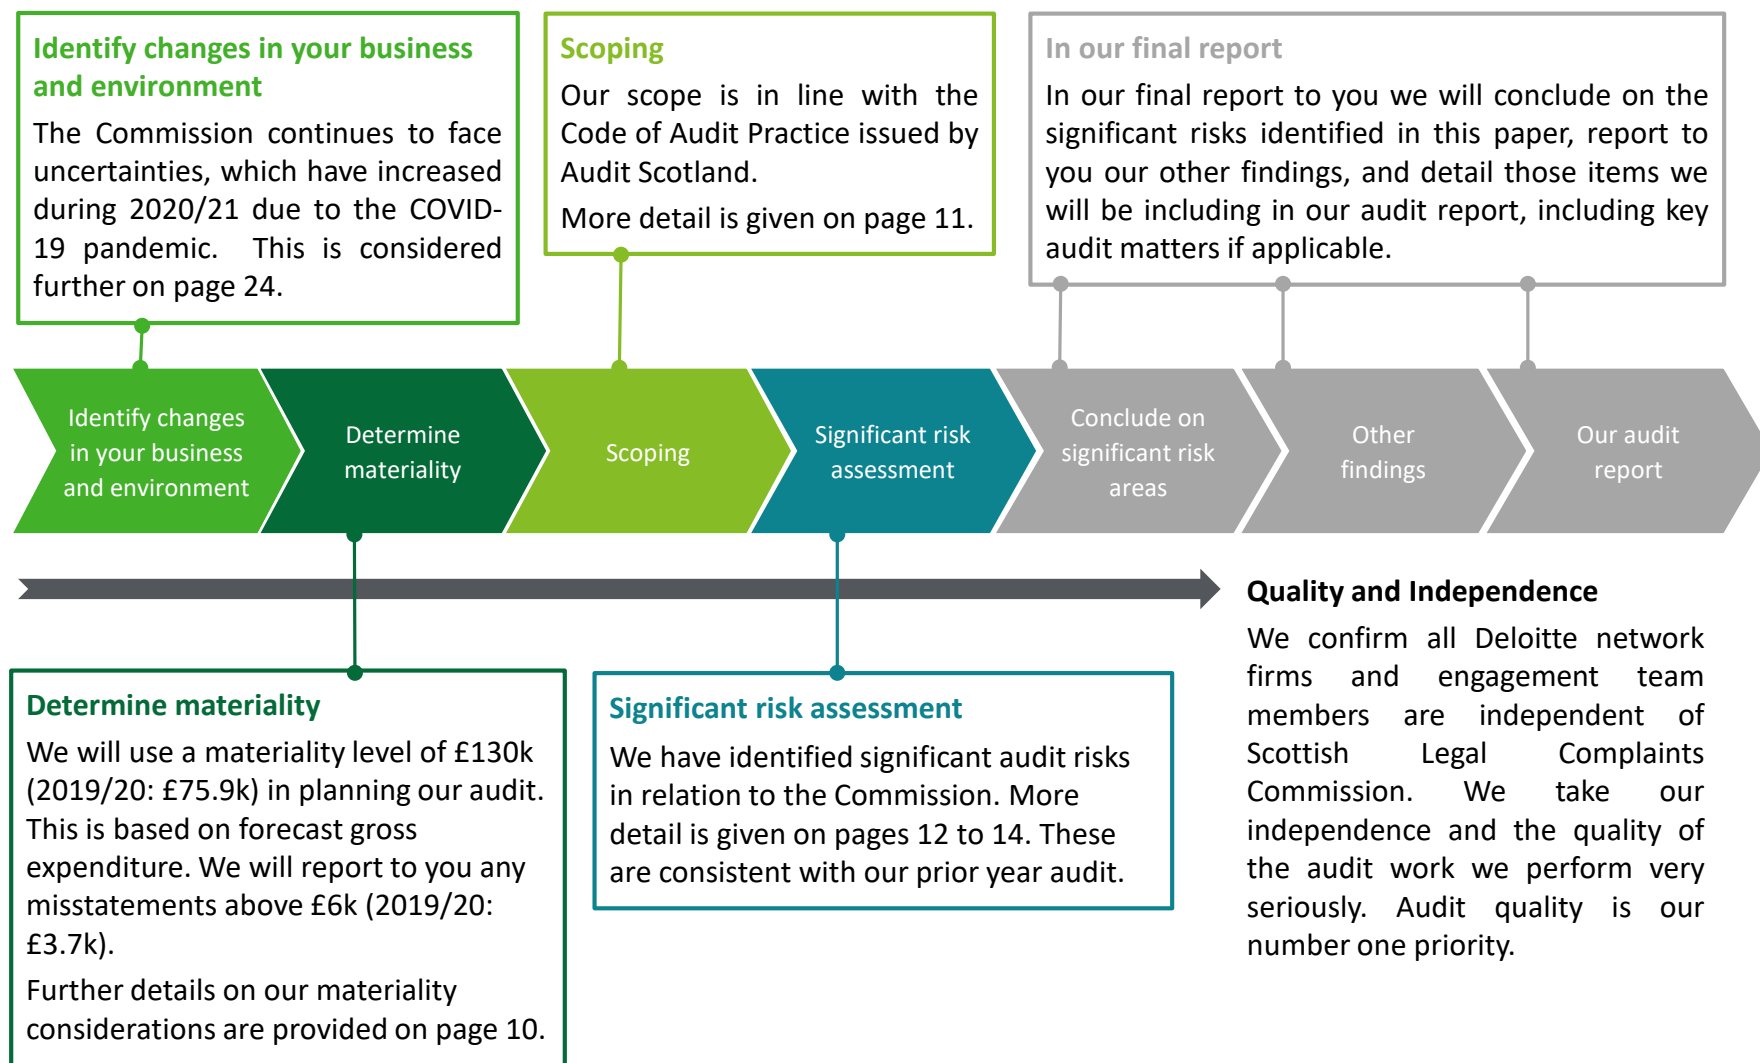 Identify changes in your business
and environment
The Commission continues to face
uncertainties, which have increased
during 2020/21 due to the COVID-
19 pandemic. This is considered
further on page 24.
Scoping
Our scope is in line with the
Code of Audit Practice issued by
Audit Scotland.
More detail is given on page 11.
In our final report
In our final report to you we will conclude on the
significant risks identified in this paper, report to
you our other findings, and detail those items we
will be including in our audit report, including key
audit matters if applicable.
Identify changes
in your business
and environment
Determine
materiality
Scoping
Significant risk
assessment
Conclude on
significant risk
areas
Other
findings
Our audit
report
Determine materiality
We will use a materiality level of £130k
(2019/20: £75.9k) in planning our audit.
This is based on forecast gross
expenditure. We will report to you any
misstatements above £6k (2019/20:
£3.7k).
Further details on our materiality
considerations are provided on page 10.
Significant risk assessment
We have identified significant audit risks
in relation to the Commission. More
detail is given on pages 12 to 14. These
are consistent with our prior year audit.
Quality and Independence
We confirm all Deloitte network
firms and engagement team
members are independent of
Scottish Legal Complaints
Commission. We take our
independence and the quality of
the audit work we perform very
seriously. Audit quality is our
number one priority.